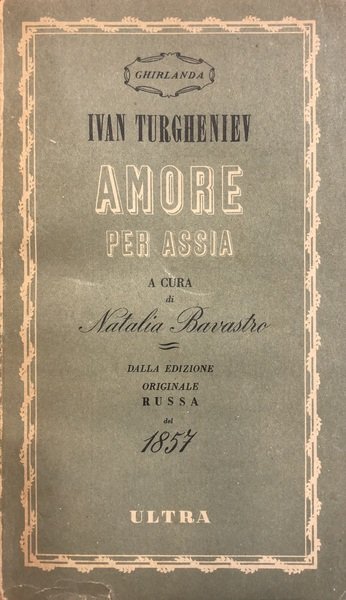 GHIRLANDA
IVAN TURGHENIEV
AMORE
PER ASSIA
A CURA
di
Natalia Bavastro
DALLA EDIZIONE
ORIGINALE
RUSSA
del
1857
ULTRA